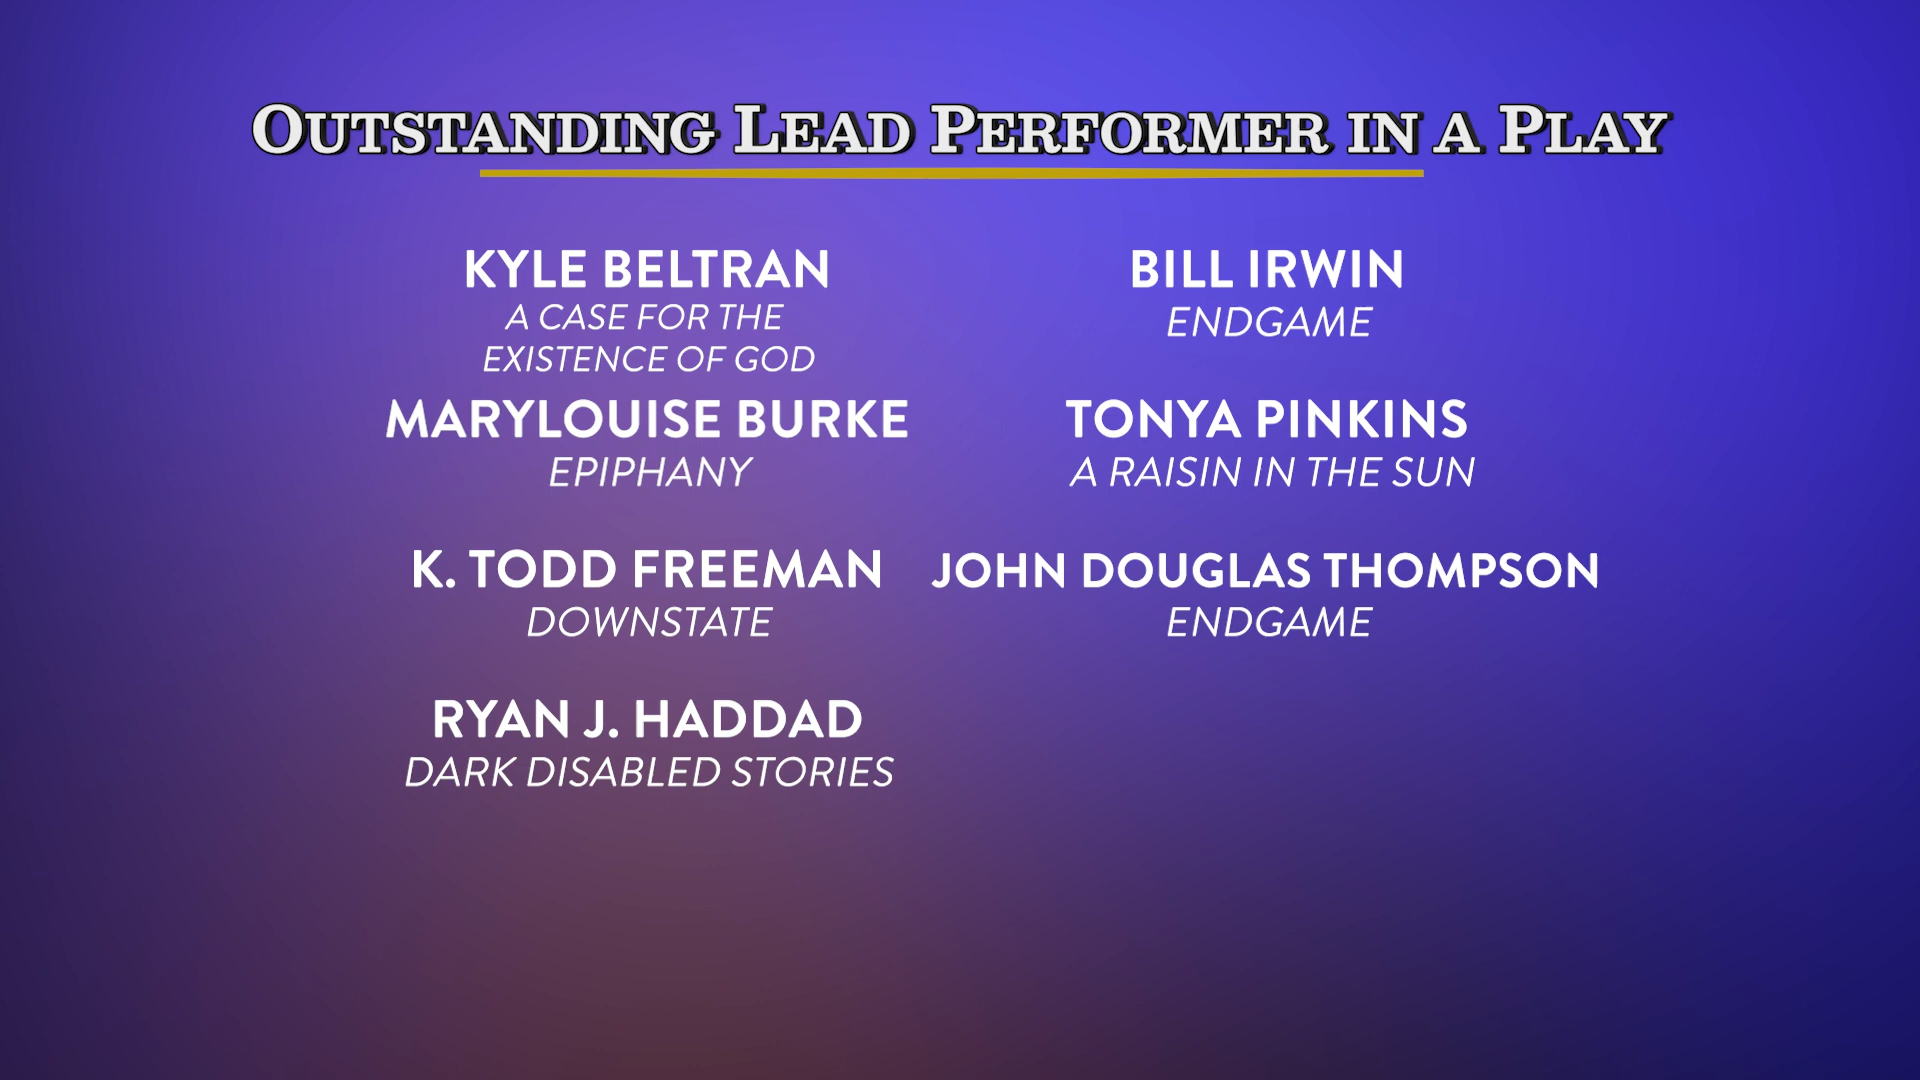 OUTSTANDING LEAD PERFORMER IN A PLAY
KYLE BELTRAN
A CASE FOR THE
EXISTENCE OF GOD
MARYLOUISE BURKE
EPIPHANY
K. TODD FREEMAN
DOWNSTATE
RYAN J. HADDAD
DARK DISABLED STORIES
BILL IRWIN
ENDGAME
TONYA PINKINS
A RAISIN IN THE SUN
JOHN DOUGLAS THOMPSON
ENDGAME